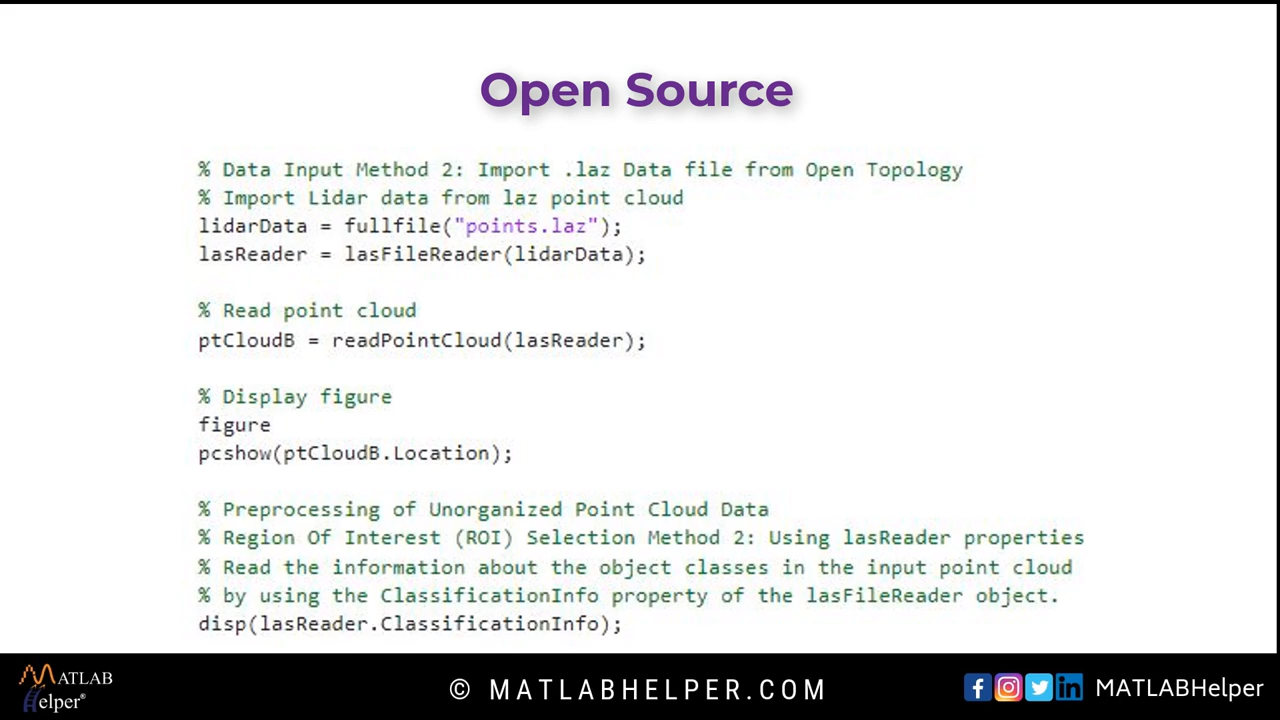 Open Source
% Data Input Method 2: Import .laz Data file from Open Topology
% Import Lidar data from laz point cloud
lidarData = fullfile("points.laz");
lasReader = lasFileReader(lidarData);
% Read point cloud
ptCloudB = readPointCloud(lasReader);
% Display figure
figure
pcshow(ptCloudB.Location);
% Preprocessing of Unorganized Point Cloud Data
% Region Of Interest (ROI) Selection Method 2: Using lasReader properties
% Read the information about the object classes in the input point cloud
% by using the ClassificationInfo property of the lasFileReader object.
disp(lasReader.ClassificationInfo);
MATLAB
Helper®
© MATLABHELPER.COM
MATLABHelper